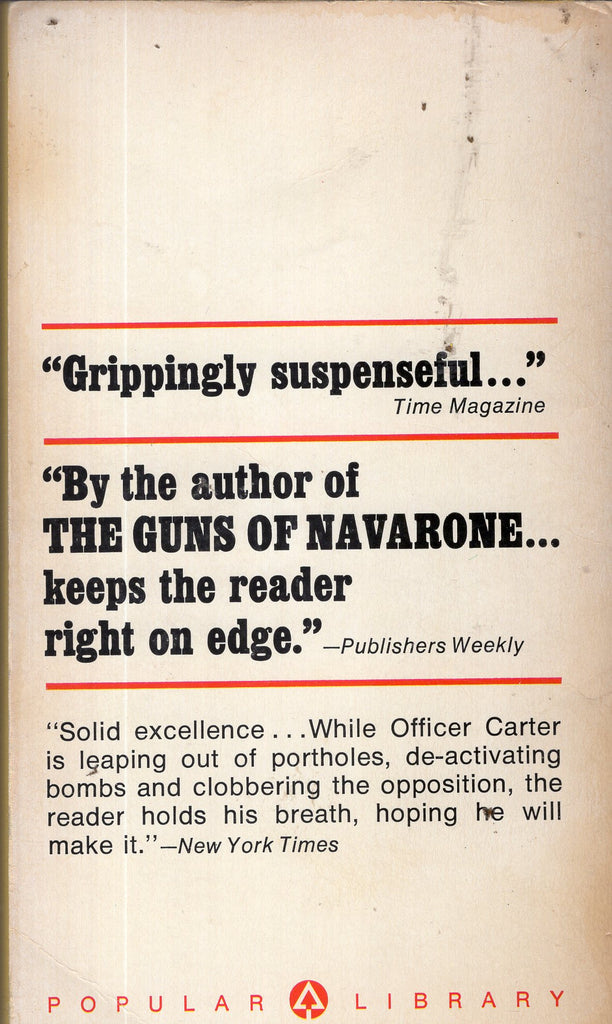 “Grippingly suspenseful...”
Time Magazine
“By the author of
THE GUNS OF NAVARONE...
keeps the reader
right on edge.” —Publishers Weekly
“Solid excellence...While Officer Carter
is leaping out of portholes, de-activating
bombs and clobbering the opposition, the
reader holds his breath, hoping he will
make it.”—New York Times
POPULAR LIBRARY